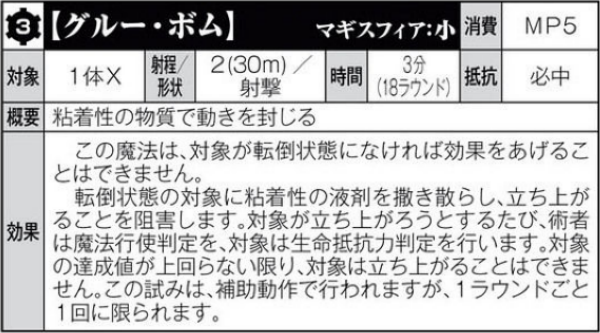 3 【グルー・ボム】 マギスフィア：小 消費 MP5
対象 1体X 射程／形状 2(30m)／射撃 時間 3分(18ラウンド) 抵抗 必中
概要 粘着性の物質で動きを封じる
効果
この魔法は、対象が転倒状態になければ効果をあげるこ
とはできません。
転倒状態の対象に粘着性の液剤を撒き散らし、立ち上が
ることを阻害します。対象が立ち上がろうとするたび、術者
は魔法行使判定を、対象は生命抵抗力判定を行います。対象
の達成値が上回らない限り、対象は立ち上がることはできま
せん。この試みは、補助動作で行われますが、1ラウンドごと
1回に限られます。